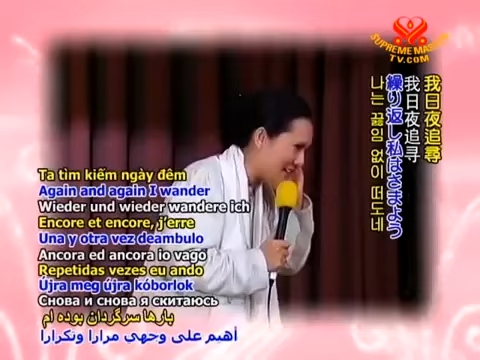 SUPREME MASTER
TV.COM
我日夜追尋
我日夜追寻
繰り返し私はさまよう
나는 끊임 없이 떠도네
Ta tìm kiếm ngày đêm
Again and again I wander
Wieder und wieder wandere ich
Encore et encore, j'erre
Una y otra vez deambulo
Ancora ed ancora io vago
Repetidas vezes eu ando
Újra meg újra kóborlok
Снова и снова я скитаюсь
بارها سرگردان بوده ام
أهيم على وجهي مرارا وتكرارا